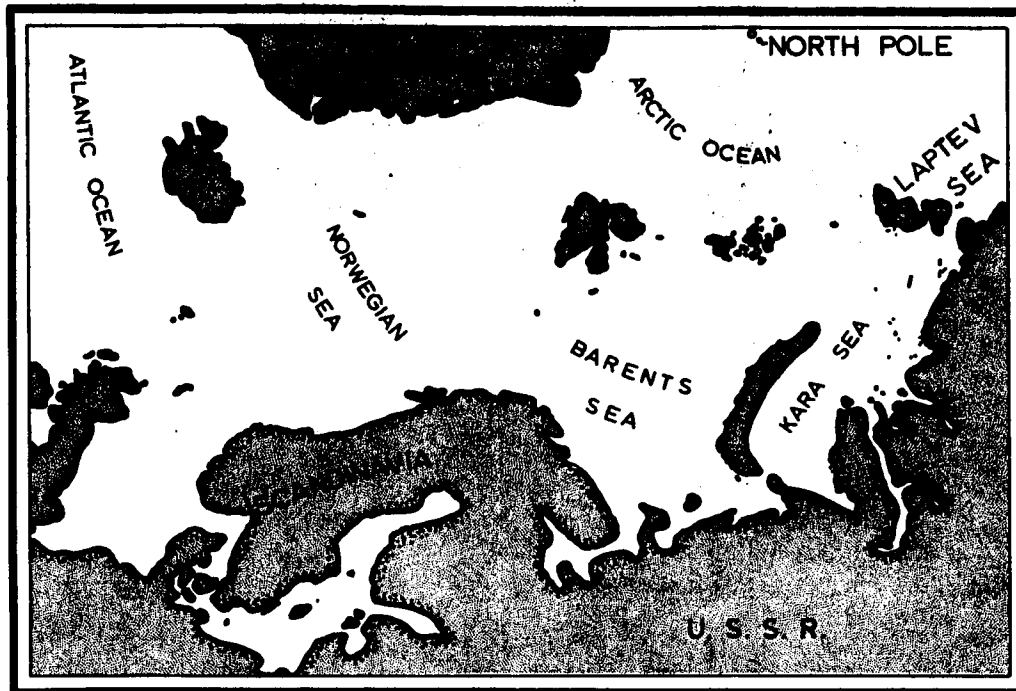 NORTH POLE
ATLANTIC OCEAN
ARCTIC OCEAN
LAPTEV
SEA
NORWEGIAN
SEA
BARENTS
SEA
KARA SEA
SCANDINAVIA
U. S. S. R.